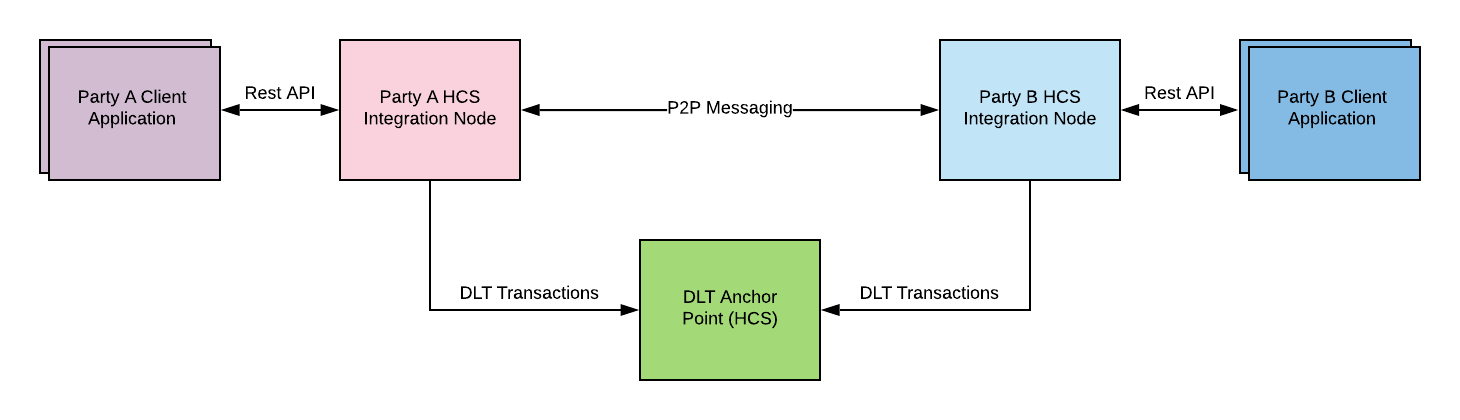 Party A Client
Application
Rest API
Party A HCS
Integration Node
P2P Messaging
Party B HCS
Integration Node
Rest API
Party B Client
Application
DLT Transactions
DLT Anchor
Point (HCS)
DLT Transactions